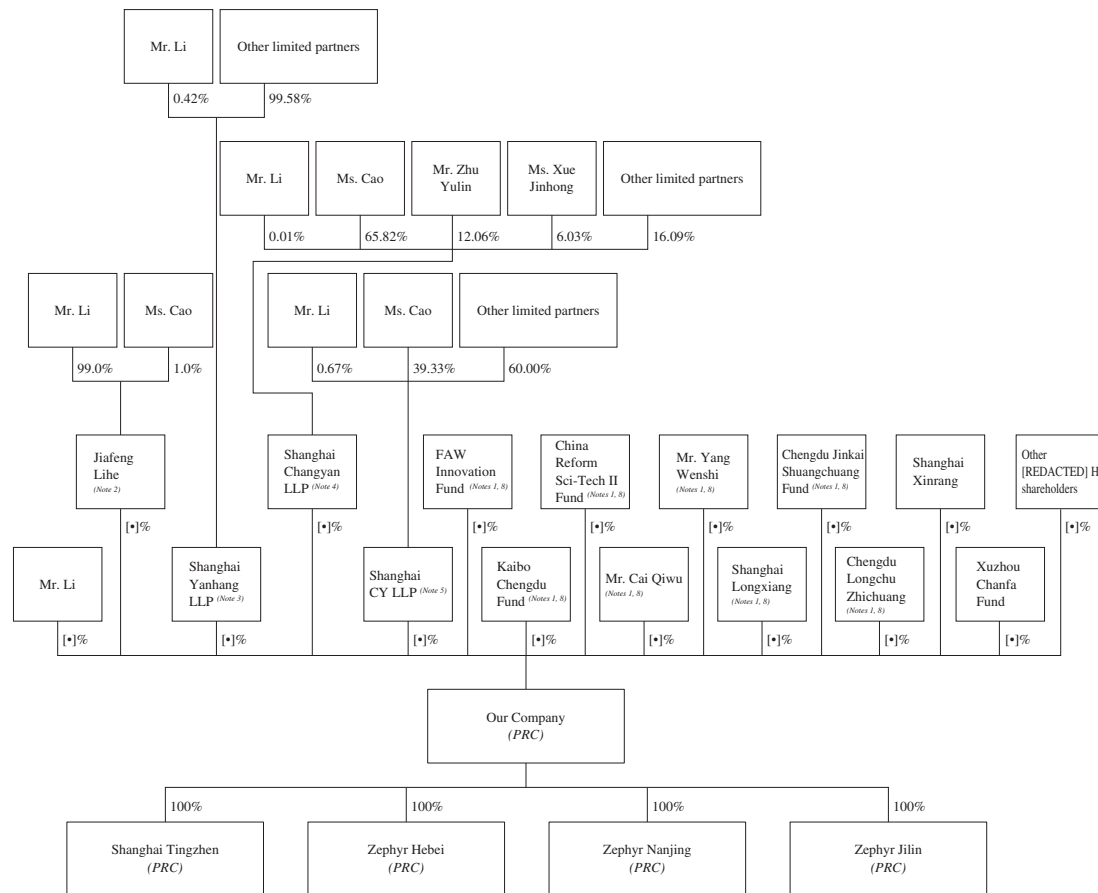 Mr. Li
Other limited partners
0.42%
99.58%
Mr. Li
Ms. Cao
Mr. Zhu
Yulin
Ms. Xue
Jinhong
Other limited partners
0.01%
65.82%
12.06%
6.03%
16.09%
Mr. Li
Ms. Cao
Mr. Li
Ms. Cao
Other limited partners
99.0%
1.0%
0.67%
39.33%
60.00%
Jiafeng
Lihe
(Note 2)
Shanghai
Changyan
LLP (Note 4)
FAW
Innovation
Fund (Notes 1, 8)
China
Reform
Sci-Tech II
Fund (Notes 1, 8)
Mr. Yang
Wenshi
(Notes 1, 8)
Chengdu Jinkai
Shuangchuang
Fund (Notes 1, 8)
Shanghai
Xinrang
Other
[REDACTED] H
shareholders
[•]%
[•]%
[•]%
[•]%
[•]%
[•]%
[•]%
[•]%
Mr. Li
Shanghai
Yanhang
LLP (Note 3)
Shanghai
CY LLP (Note 5)
Kaibo
Chengdu
Fund (Notes 1, 8)
Mr. Cai Qiwu
(Notes 1, 8)
Shanghai
Longxiang
(Notes 1, 8)
Chengdu
Longchu
Zhichuang
(Notes 1, 8)
Xuzhou
Chanfa
Fund
[•]%
[•]%
[•]%
[•]%
[•]%
[•]%
[•]%
[•]%
Our Company
(PRC)
100%
100%
100%
100%
Shanghai Tingzhen
(PRC)
Zephyr Hebei
(PRC)
Zephyr Nanjing
(PRC)
Zephyr Jilin
(PRC)